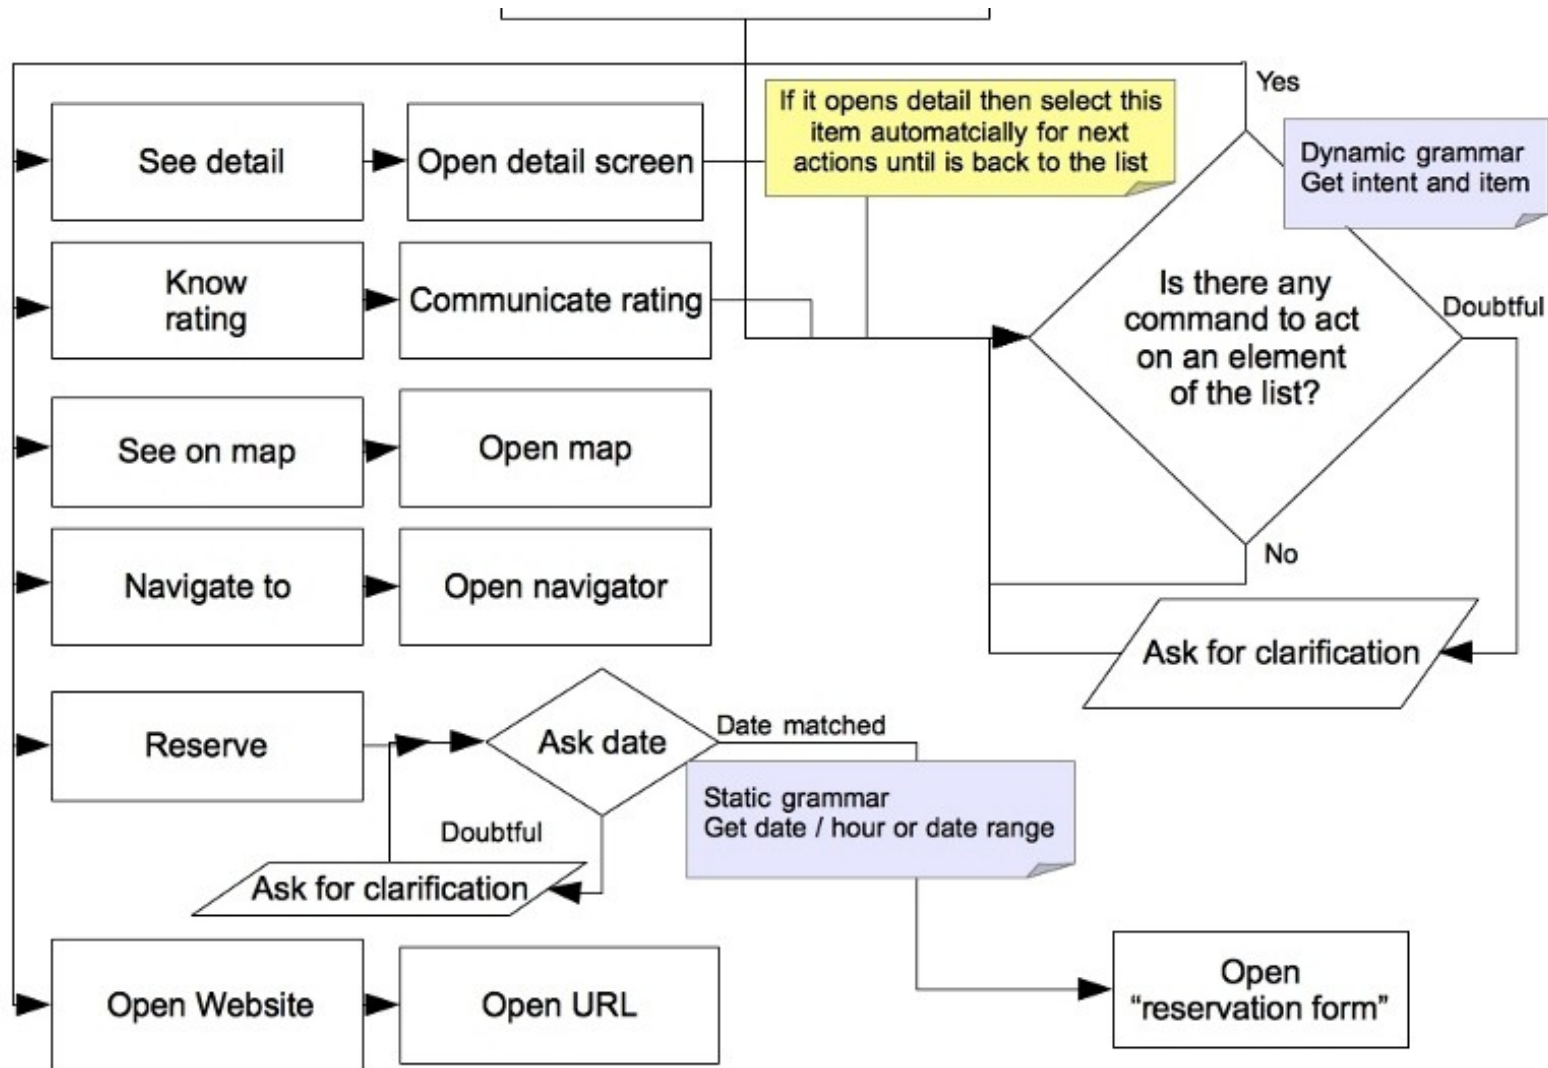 Yes
If it opens detail then select this
item automatcially for next
actions until is back to the list
Dynamic grammar
Get intent and item
See detail
Open detail screen
Know
rating
Communicate rating
Is there any
command to act
on an element
of the list?
Doubtful
See on map
Open map
No
Navigate to
Open navigator
Ask for clarification
Reserve
Ask date
Date matched
Static grammar
Get date / hour or date range
Doubtful
Ask for clarification
Open Website
Open URL
Open
“reservation form”